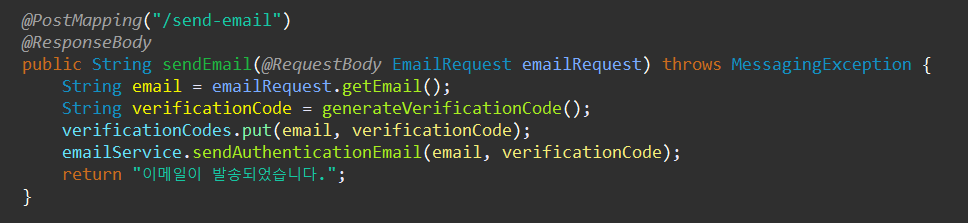 @PostMapping("/send-email")
@ResponseBody
public String sendEmail(@RequestBody EmailRequest emailRequest) throws MessagingException {
    String email = emailRequest.getEmail();
    String verificationCode = generateVerificationCode();
    verificationCodes.put(email, verificationCode);
    emailService.sendAuthenticationEmail(email, verificationCode);
    return "이메일이 발송되었습니다.";
}